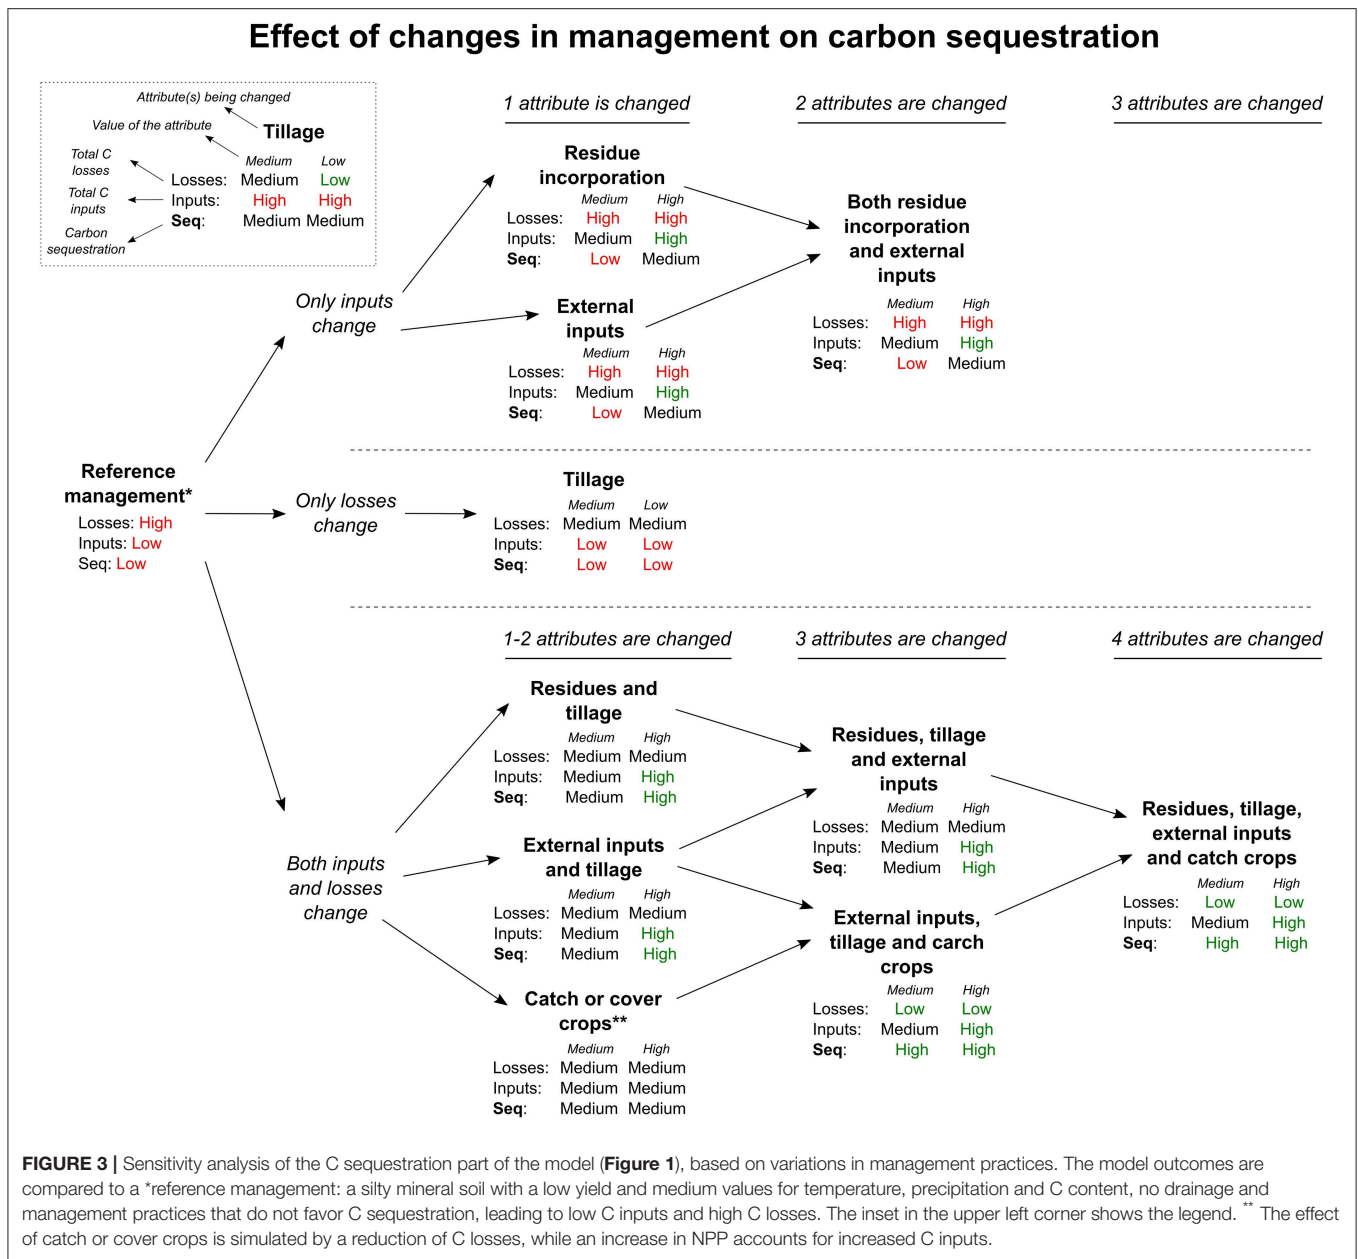 Effect of changes in management on carbon sequestration
Attribute(s) being changed
Value of the attribute
Tillage
Total C
losses
Medium Low
Losses: Medium Low
Total C
inputs
Inputs: High High
Seq: Medium Medium
Carbon
sequestration
1 attribute is changed
2 attributes are changed
3 attributes are changed
Residue
incorporation
Medium High
Losses: High High
Inputs: Medium High
Seq: Low Medium
Both residue
incorporation
and external
inputs
Medium High
Losses: High High
Inputs: Medium High
Seq: Low Medium
Only inputs
change
External
inputs
Medium High
Losses: High High
Inputs: Medium High
Seq: Low Medium
Reference
management*
Losses: High
Inputs: Low
Seq: Low
Only losses
change
Tillage
Medium Low
Losses: Medium Medium
Inputs: Low Low
Seq: Low Low
1-2 attributes are changed
3 attributes are changed
4 attributes are changed
Residues and
tillage
Medium High
Losses: Medium Medium
Inputs: Medium High
Seq: Medium High
Residues, tillage
and external
inputs
Medium High
Losses: Medium Medium
Inputs: Medium High
Seq: Medium High
Residues, tillage,
external inputs
and catch crops
Medium High
Losses: Low Low
Inputs: Medium High
Seq: High High
Both inputs
and losses
change
External inputs
and tillage
Medium High
Losses: Medium Medium
Inputs: Medium High
Seq: Medium High
External inputs,
tillage and carch
crops
Medium High
Losses: Low Low
Inputs: Medium High
Seq: High High
Catch or cover
crops**
Medium High
Losses: Medium Medium
Inputs: Medium Medium
Seq: Medium Medium
FIGURE 3 | Sensitivity analysis of the C sequestration part of the model (Figure 1), based on variations in management practices. The model outcomes are
compared to a *reference management: a silty mineral soil with a low yield and medium values for temperature, precipitation and C content, no drainage and
management practices that do not favor C sequestration, leading to low C inputs and high C losses. The inset in the upper left corner shows the legend. ** The effect
of catch or cover crops is simulated by a reduction of C losses, while an increase in NPP accounts for increased C inputs.